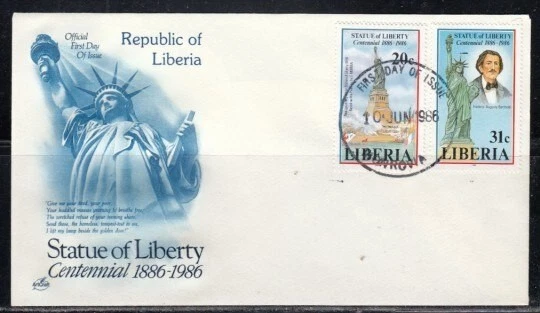 Official
First Day
Of Issue
Republic of
Liberia
"Give me your tired, your poor,
Your huddled masses yearning to breathe free,
The wretched refuse of your teeming shore.
Send these, the homeless, tempest-tost to me,
I lift my lamp beside the golden door!"
Statue of Liberty
Centennial 1886-1986
STATUE OF LIBERTY
Centennial 1886-1986
20c
LIBERIA
STATUE OF LIBERTY
Centennial 1886-1986
31c
LIBERIA
FIRST DAY OF ISSUE
10 JUN 1986